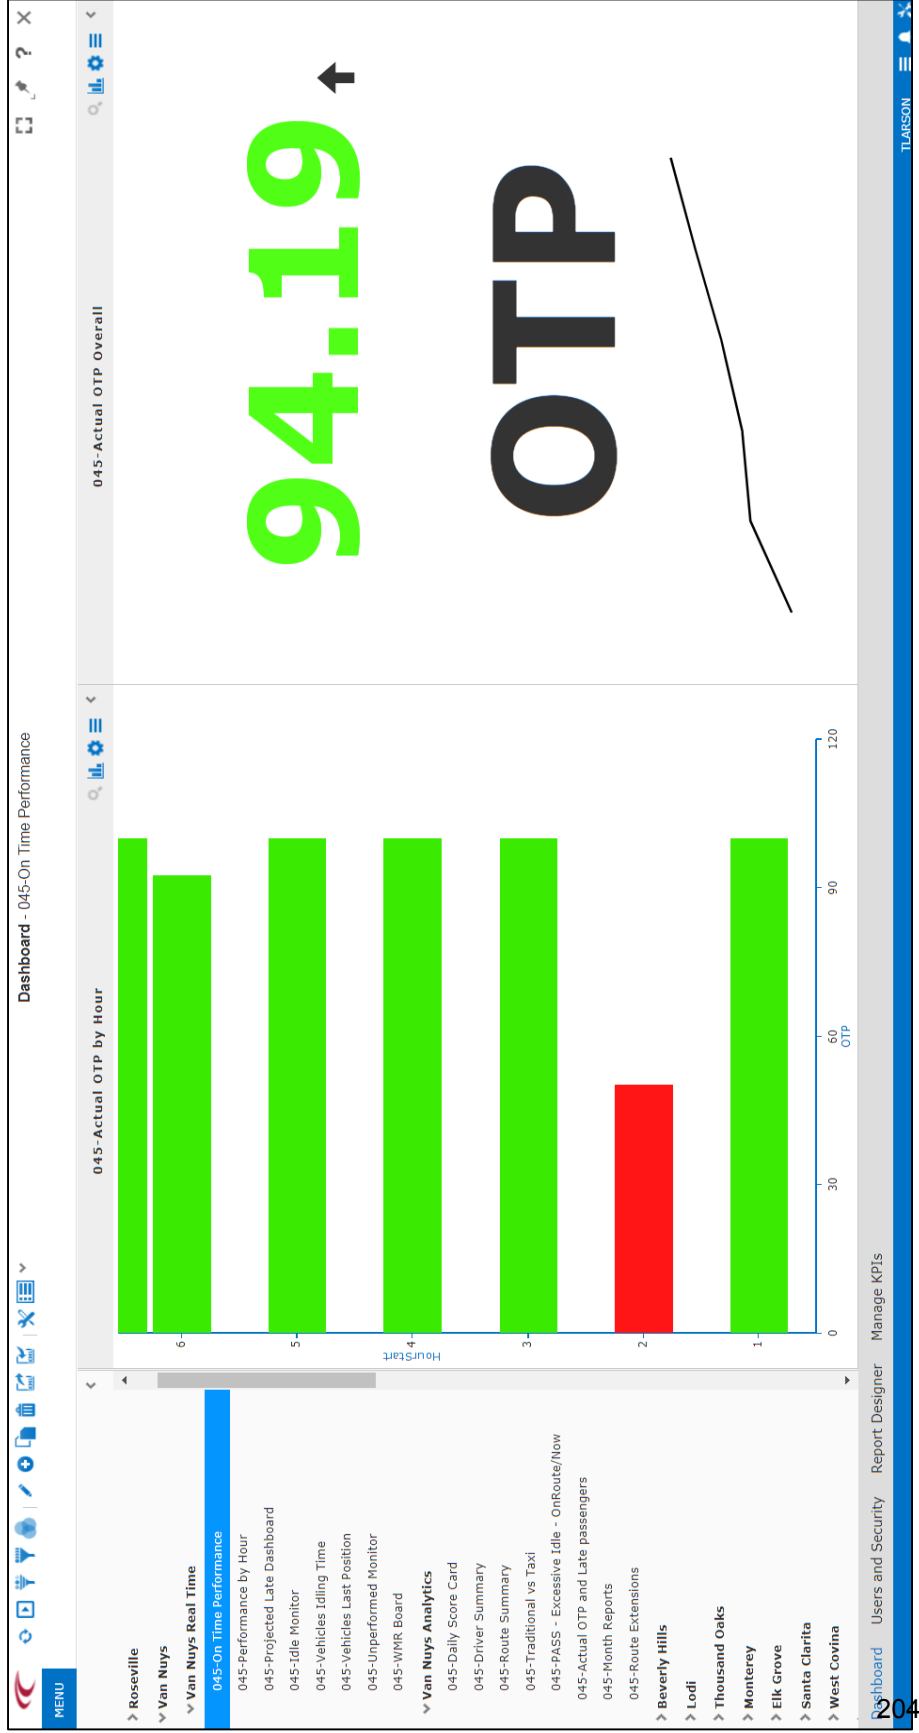 Dashboard - 045-On Time Performance
MENU
Roseville
Van Nuys
Van Nuys Real Time
045-On Time Performance
045-Performance by Hour
045-Projected Late Dashboard
045-Idle Monitor
045-Vehicles Idling Time
045-Vehicles Last Position
045-Unperformed Monitor
045-WMR Board
Van Nuys Analytics
045-Daily Score Card
045-Driver Summary
045-Route Summary
045-Traditional vs Taxi
045-PASS - Excessive Idle - OnRoute/Now
045-Actual OTP and Late passengers
045-Month Reports
045-Route Extensions
Beverly Hills
Lodi
Thousand Oaks
Monterey
Elk Grove
Santa Clarita
West Covina
045-Actual OTP by Hour
HourStart
6
5
4
3
2
1
0 30 60 90 120
OTP
045-Actual OTP Overall
94.19
OTP
Dashboard Users and Security Report Designer Manage KPIs
TLARSON
204